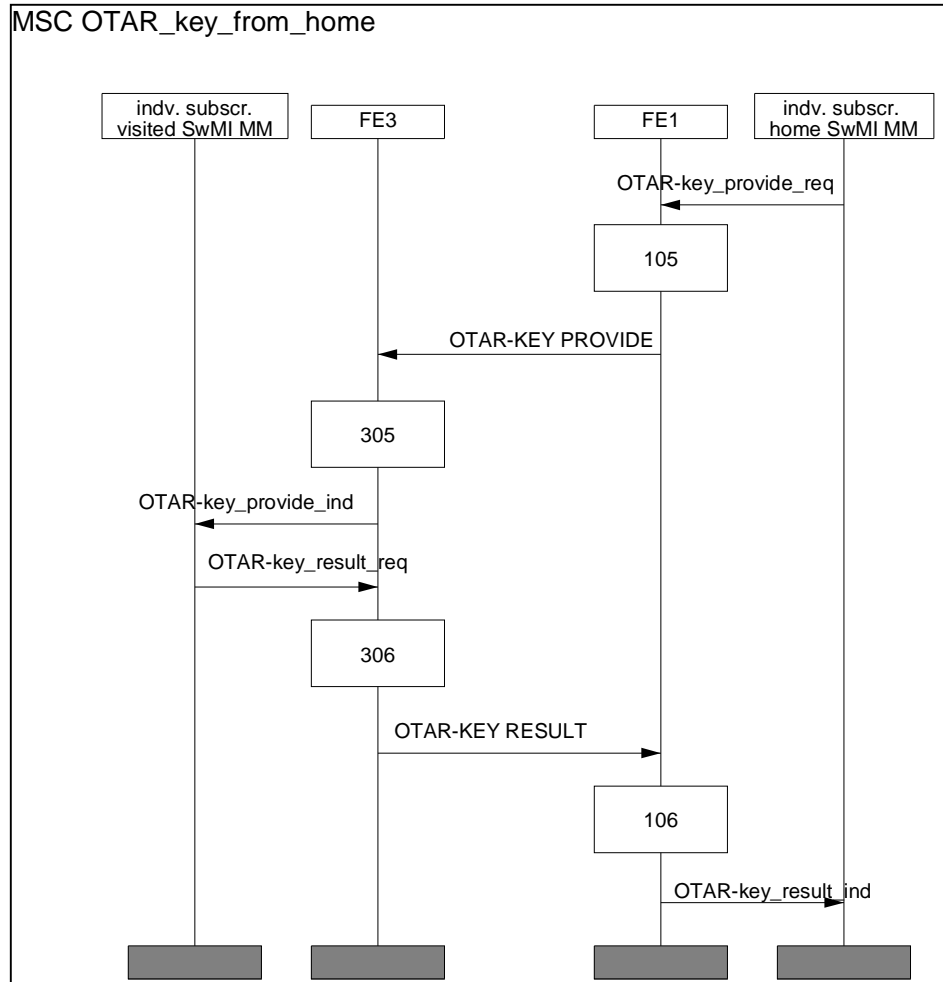 MSC OTAR_key_from_home
indv. subscr.
visited SwMI MM
FE3
FE1
indv. subscr.
home SwMI MM
OTAR-key_provide_req
105
OTAR-KEY PROVIDE
305
OTAR-key_provide_ind
OTAR-key_result_req
306
OTAR-KEY RESULT
106
OTAR-key_result_ind